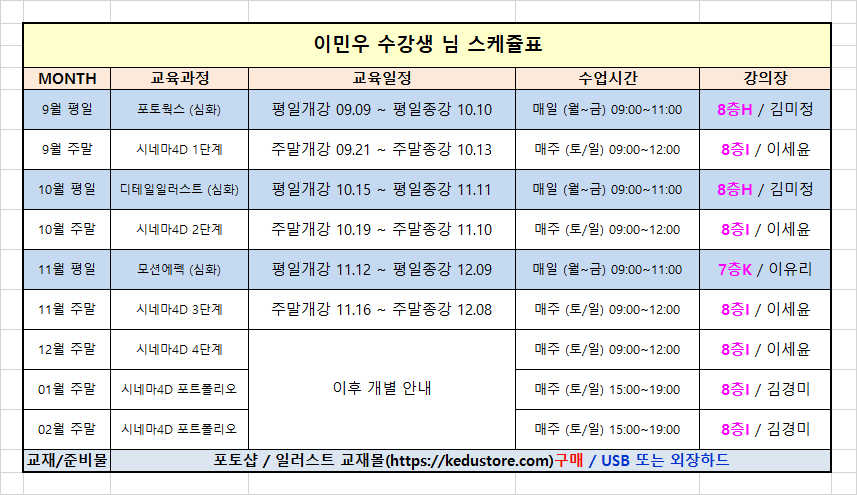 이민우 수강생 님 스케쥴표
MONTH 교육과정 교육일정 수업시간 강의장
9월 평일 포토웍스 (심화) 평일개강 09.09 ~ 평일종강 10.10 매일 (월~금) 09:00~11:00 8층H / 김미정
9월 주말 시네마4D 1단계 주말개강 09.21 ~ 주말종강 10.13 매주 (토/일) 09:00~12:00 8층I / 이세윤
10월 평일 디테일일러스트 (심화) 평일개강 10.15 ~ 평일종강 11.11 매일 (월~금) 09:00~11:00 8층H / 김미정
10월 주말 시네마4D 2단계 주말개강 10.19 ~ 주말종강 11.10 매주 (토/일) 09:00~12:00 8층I / 이세윤
11월 평일 모션에펙 (심화) 평일개강 11.12 ~ 평일종강 12.09 매일 (월~금) 09:00~11:00 7층K / 이유리
11월 주말 시네마4D 3단계 주말개강 11.16 ~ 주말종강 12.08 매주 (토/일) 09:00~12:00 8층I / 이세윤
12월 주말 시네마4D 4단계 매주 (토/일) 09:00~12:00 8층I / 이세윤
01월 주말 시네마4D 포트폴리오 이후 개별 안내 매주 (토/일) 15:00~19:00 8층I / 김경미
02월 주말 시네마4D 포트폴리오 매주 (토/일) 15:00~19:00 8층I / 김경미
교재/준비물 포토샵 / 일러스트 교재몰(https://kedustore.com)구매 / USB 또는 외장하드